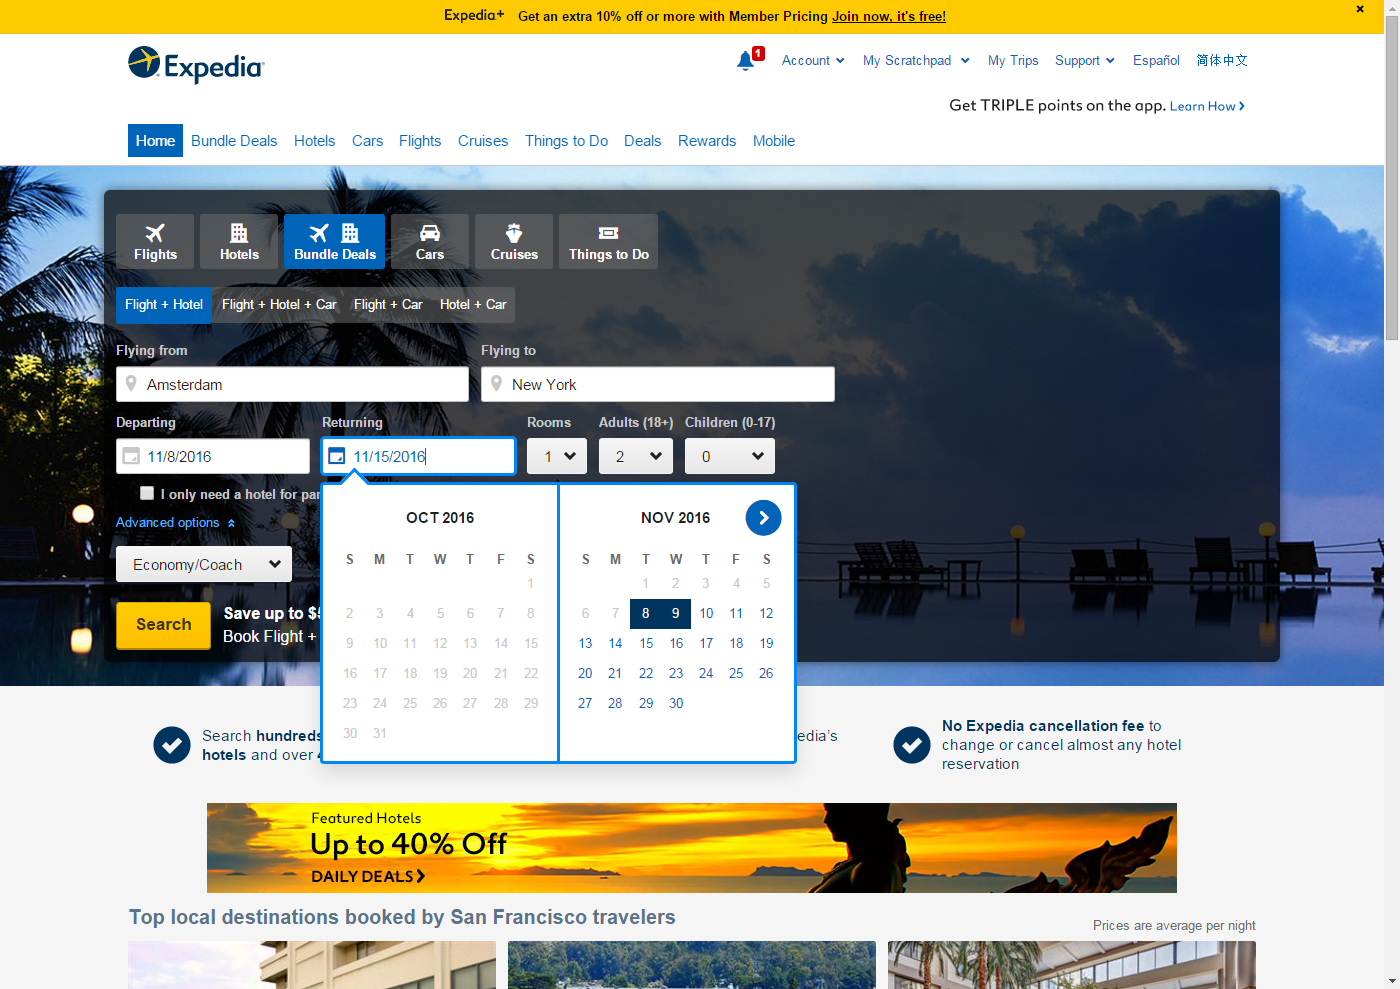 Expedia+ Get an extra 10% off or more with Member Pricing Join now, it's free!
Expedia
1 Account My Scratchpad My Trips Support Español 简体中文
Get TRIPLE points on the app. Learn How
Home Bundle Deals Hotels Cars Flights Cruises Things to Do Deals Rewards Mobile
Flights Hotels Bundle Deals Cars Cruises Things to Do
Flight + Hotel Flight + Hotel + Car Flight + Car Hotel + Car
Flying from Flying to
Amsterdam New York
Departing Returning Rooms Adults (18+) Children (0-17)
11/8/2016 11/15/2016 1 2 0
I only need a hotel for par
Advanced options
Economy/Coach
Search
Save up to $
Book Flight +
OCT 2016
S M T W T F S
1
2 3 4 5 6 7 8
9 10 11 12 13 14 15
16 17 18 19 20 21 22
23 24 25 26 27 28 29
30 31
NOV 2016
S M T W T F S
1 2 3 4 5
6 7 8 9 10 11 12
13 14 15 16 17 18 19
20 21 22 23 24 25 26
27 28 29 30
Search hundreds
hotels and over
edia's
No Expedia cancellation fee to
change or cancel almost any hotel
reservation
Featured Hotels
Up to 40% Off
DAILY DEALS
Top local destinations booked by San Francisco travelers
Prices are average per night